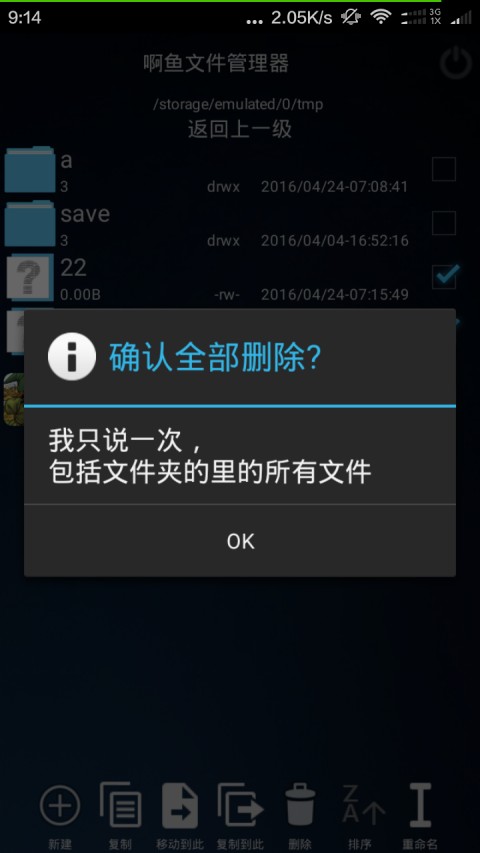 9:14 ... 2.05K/s 3G 1X
啊鱼文件管理器
/storage/emulated/0/tmp
返回上一级
a
3 drwx 2016/04/24-07:08:41
save
3 drwx 2016/04/04-16:52:16
22
0.00B -rw- 2016/04/24-07:15:49
确认全部删除?
我只说一次，
包括文件夹的里的所有文件
OK
新建 复制 移动到此 复制到此 删除 排序 重命名